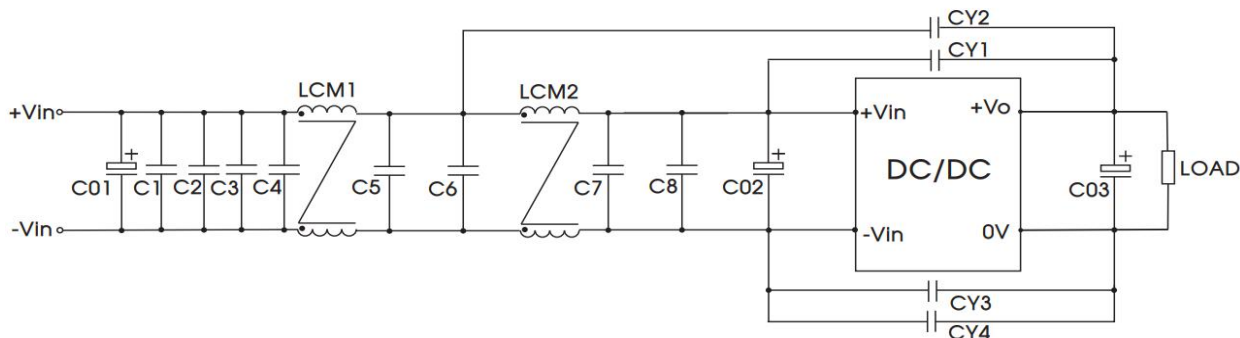 CY2
CY1
LCM1
LCM2
+Vin
+Vin
+Vo
DC/DC
C01
C1
C2
C3
C4
C5
C6
C7
C8
C02
C03
LOAD
-Vin
-Vin
0V
CY3
CY4